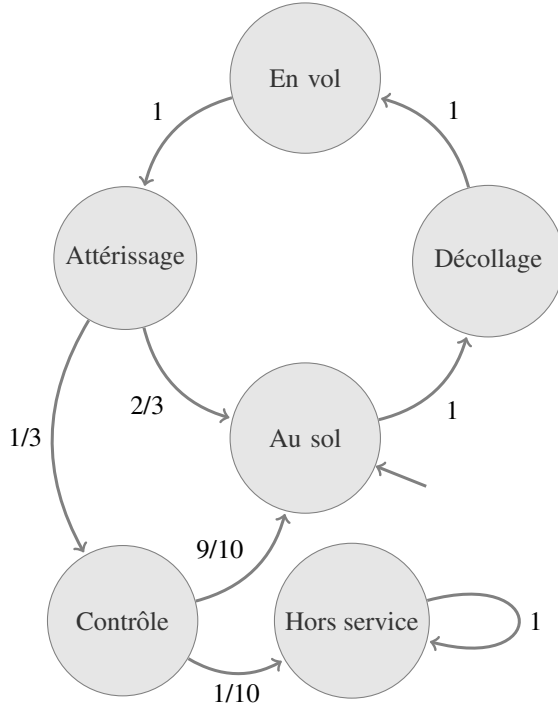 En vol
1
1
Attérissage
Décollage
2/3
1
1/3
Au sol
9/10
Contrôle
Hors service
1
1/10